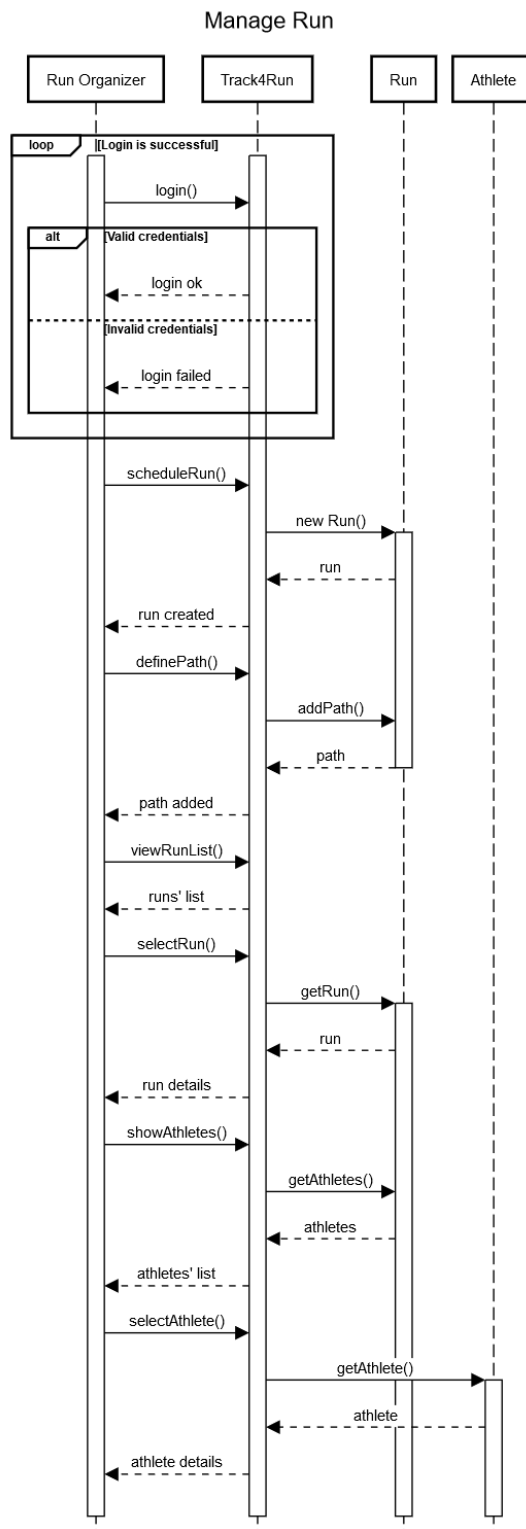 Manage Run
Run Organizer
Track4Run
Run
Athlete
loop
[Login is successful]
login()
alt
[Valid credentials]
login ok
[Invalid credentials]
login failed
scheduleRun()
new Run()
run
run created
definePath()
addPath()
path
path added
viewRunList()
runs' list
selectRun()
getRun()
run
run details
showAthletes()
getAthletes()
athletes
athletes' list
selectAthlete()
getAthlete()
athlete
athlete details